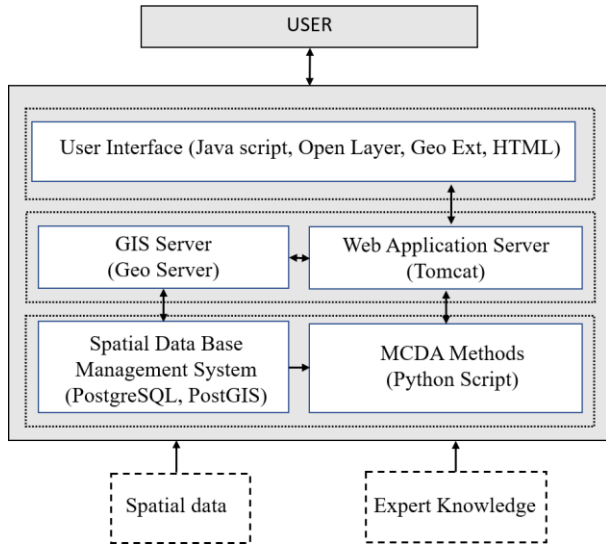 USER
User Interface (Java script, Open Layer, Geo Ext, HTML)
GIS Server
(Geo Server)
Web Application Server
(Tomcat)
Spatial Data Base
Management System
(PostgreSQL, PostGIS)
MCDA Methods
(Python Script)
Spatial data
Expert Knowledge